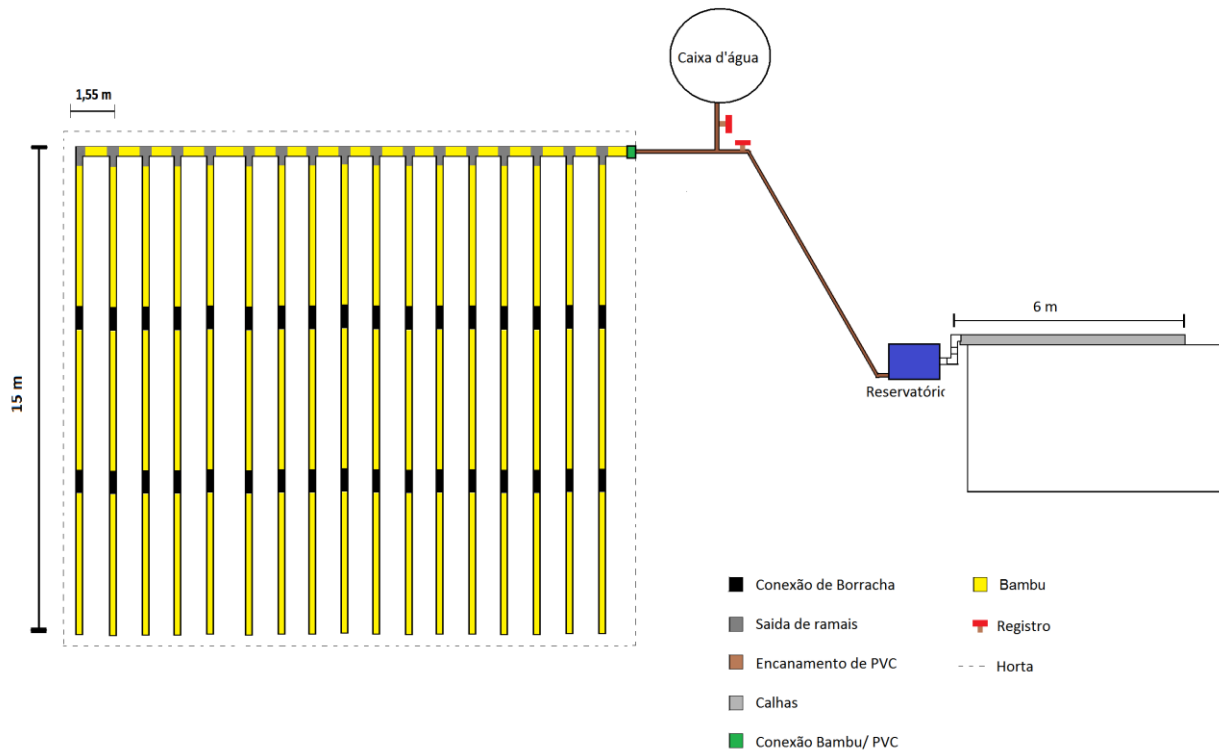 Caixa d'água
1,55 m
15 m
6 m
Reservatóric
Conexão de Borracha
Bambu
Saida de ramais
Registro
Encanamento de PVC
Horta
Calhas
Conexão Bambu/ PVC